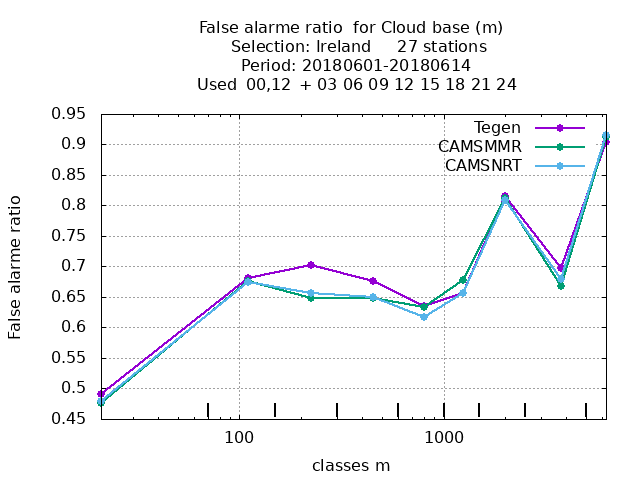 False alarme ratio  for Cloud base (m)
Selection: Ireland     27 stations
Period: 20180601-20180614
Used  00,12  + 03 06 09 12 15 18 21 24
0.95
0.9
0.85
0.8
0.75
0.7
0.65
0.6
0.55
0.5
0.45
Tegen
CAMSMMR
CAMSNRT
False alarme ratio
100
1000
classes m